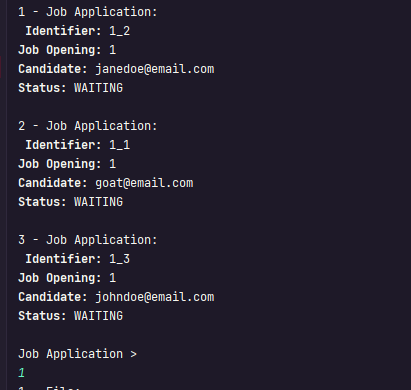 1 - Job Application:
Identifier: 1_2
Job Opening: 1
Candidate: janedoe@email.com
Status: WAITING
2 - Job Application:
Identifier: 1_1
Job Opening: 1
Candidate: goat@email.com
Status: WAITING
3 - Job Application:
Identifier: 1_3
Job Opening: 1
Candidate: johndoe@email.com
Status: WAITING
Job Application >
1
1 - File: